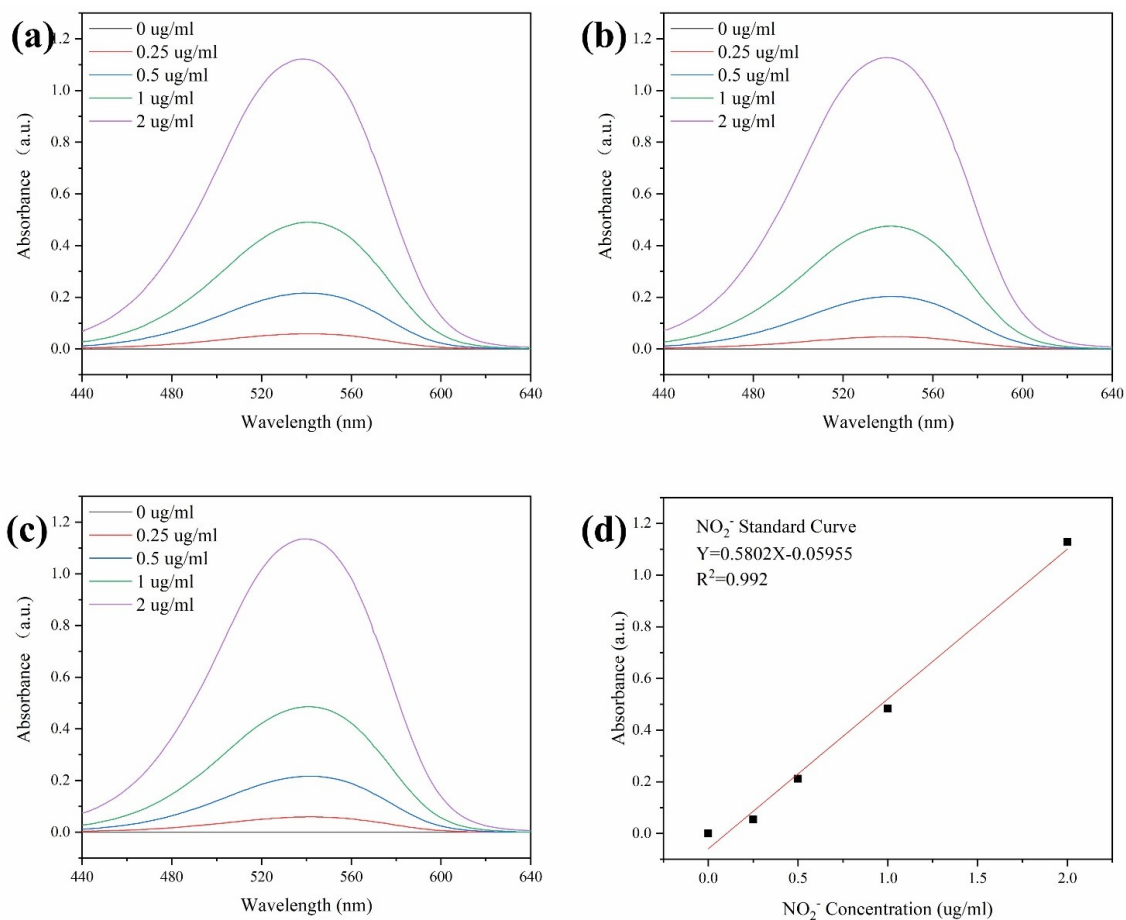 (a)
0 ug/ml
0.25 ug/ml
0.5 ug/ml
1 ug/ml
2 ug/ml
Absorbance （a.u.)
1.2
1.0
0.8
0.6
0.4
0.2
0.0
440 480 520 560 600 640
Wavelength (nm)
(b)
0 ug/ml
0.25 ug/ml
0.5 ug/ml
1 ug/ml
2 ug/ml
Absorbance （a.u.)
1.2
1.0
0.8
0.6
0.4
0.2
0.0
440 480 520 560 600 640
Wavelength (nm)
(c)
0 ug/ml
0.25 ug/ml
0.5 ug/ml
1 ug/ml
2 ug/ml
Absorbance （a.u.)
1.2
1.0
0.8
0.6
0.4
0.2
0.0
440 480 520 560 600 640
Wavelength (nm)
(d)
NO₂⁻ Standard Curve
Y=0.5802X-0.05955
R²=0.992
Absorbance (a.u.)
1.2
1.0
0.8
0.6
0.4
0.2
0.0
0.0 0.5 1.0 1.5 2.0
NO₂⁻ Concentration (ug/ml)